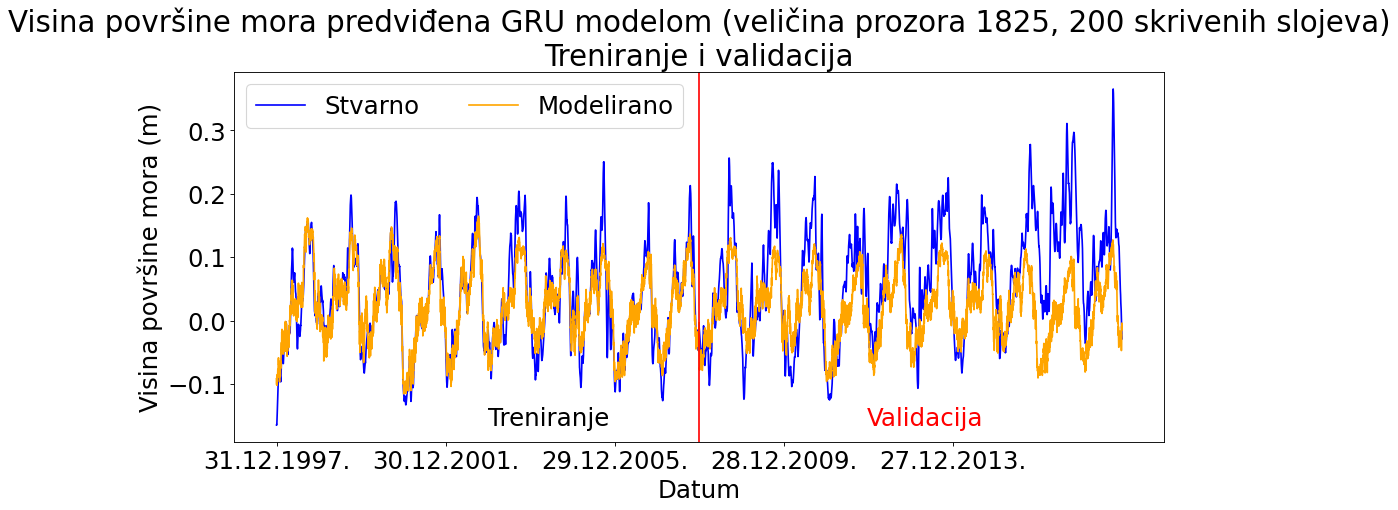 Visina površine mora predviđena GRU modelom (veličina prozora 1825, 200 skrivenih slojeva)
Treniranje i validacija
Stvarno
Modelirano
Visina površine mora (m)
0.3
0.2
0.1
0.0
−0.1
Treniranje
Validacija
31.12.1997.
30.12.2001.
29.12.2005.
28.12.2009.
27.12.2013.
Datum